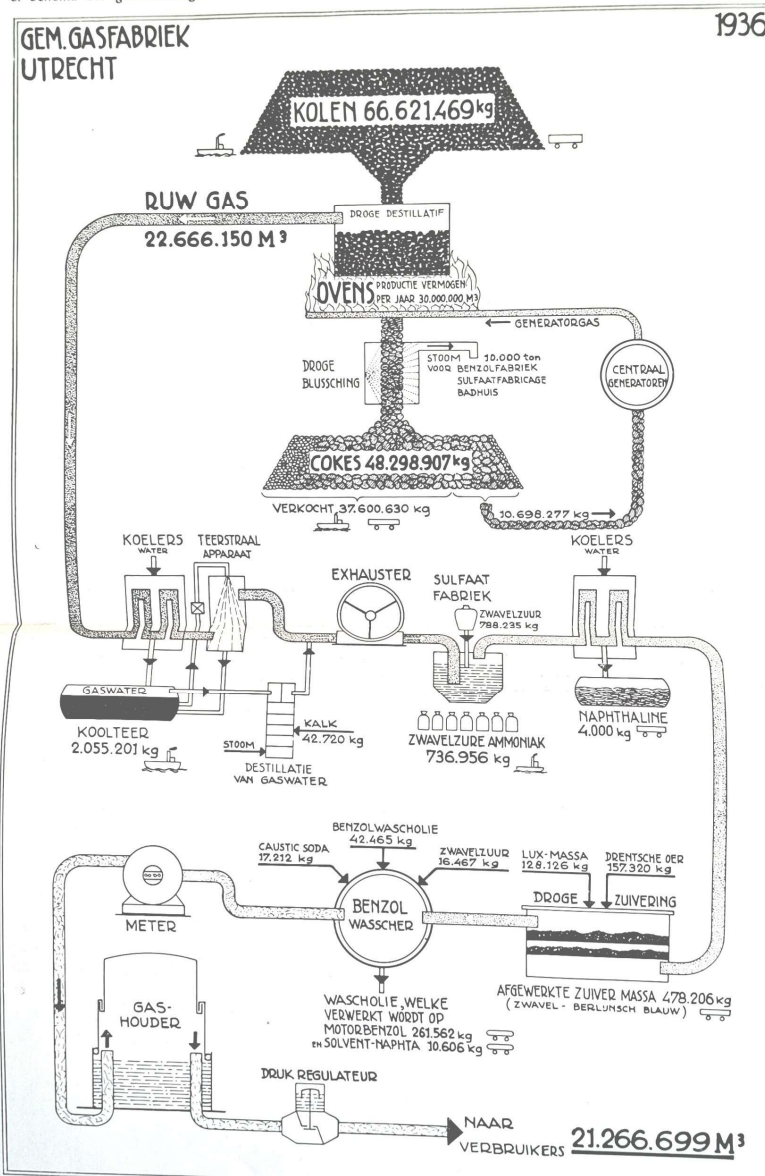 GEM. GASFABRIEK
UTRECHT
1936
KOLEN 66.621.469 kg
RUW GAS
22.666.150 M³
DROGE DESTILLATIF
OVENS PRODUCTIE VERMOGEN
PER JAAR 30.000.000 M³
GENERATORGAS
CENTRAAL
GENERATOREN
DROGE
BLUSSCHING
STOOM 10.000 ton
VOOR BENZOLFABRIEK
SULFAATFABRICAGE
BADHUIS
COKES 48.298.907 kg
VERKOCHT 37.600.630 kg
10.698.277 kg
KOELERS
WATER
TEERSTRAAL
APPARAAT
EXHAUSTER
SULFAAT
FABRIEK
ZWAVELZUUR
788.235 kg
KOELERS
WATER
GASWATER
KOOLTEER
2.055.201 kg
STOOM
KALK
42.720 kg
DESTILLATIE
VAN GASWATER
ZWAVELZURE AMMONIAK
736.956 kg
NAPHTHALINE
4.000 kg
BENZOLWASCHOLIE
42.465 kg
CAUSTIC SODA
17.212 kg
ZWAVELZUUR
16.467 kg
LUX-MASSA
128.126 kg
DRENTSCHE OER
157.320 kg
DROGE ZUIVERING
METER
BENZOL
WASSCHER
AFGEWERKTE ZUIVER MASSA 478.206 kg
(ZWAVEL - BERLIJNSCH BLAUW)
WASCHOLIE, WELKE
VERWERKT WORDT OP
MOTORBENZOL 261.562 kg
EN SOLVENT-NAPHTA 10.606 kg
GAS-
HOUDER
DRUK REGULATEUR
NAAR
VERBRUIKERS 21.266.699 M³